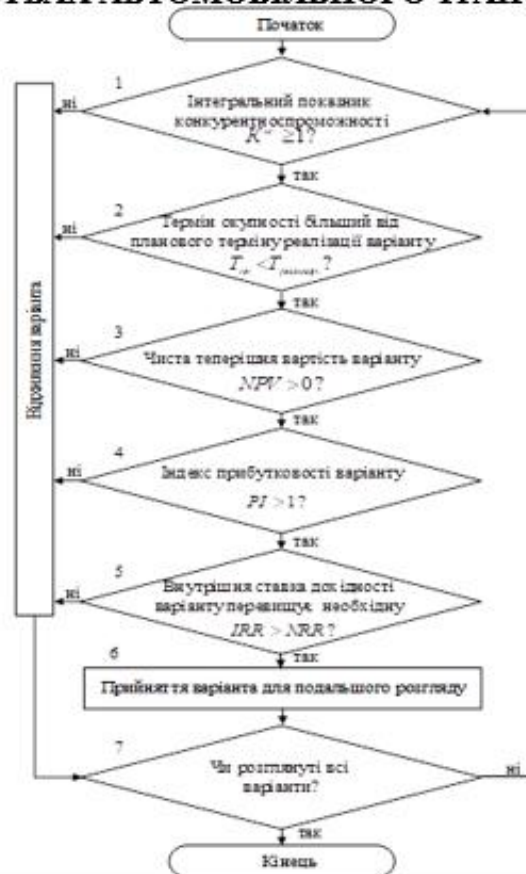 АВТОМОБІЛЬНОГО
Початок
1
ні
Інтегральний показник
конкурентноспроможності
≥1?
так
2
ні
Термін окупності більший від
планового терміну реалізації варіанту
так
3
ні
Чиста теперішня вартість варіанту
NPV >0?
так
4
ні
Індекс прибутковості варіанту
PI >1?
так
5
ні
Внутрішня ставка дохідності
варіанту перевищує необхідну
IRR > NRR?
так
6
Прийняття варіанта для подальшого розгляду
7
Чи розглянуті всі
варіанти?
ні
так
Кінець
варіанта